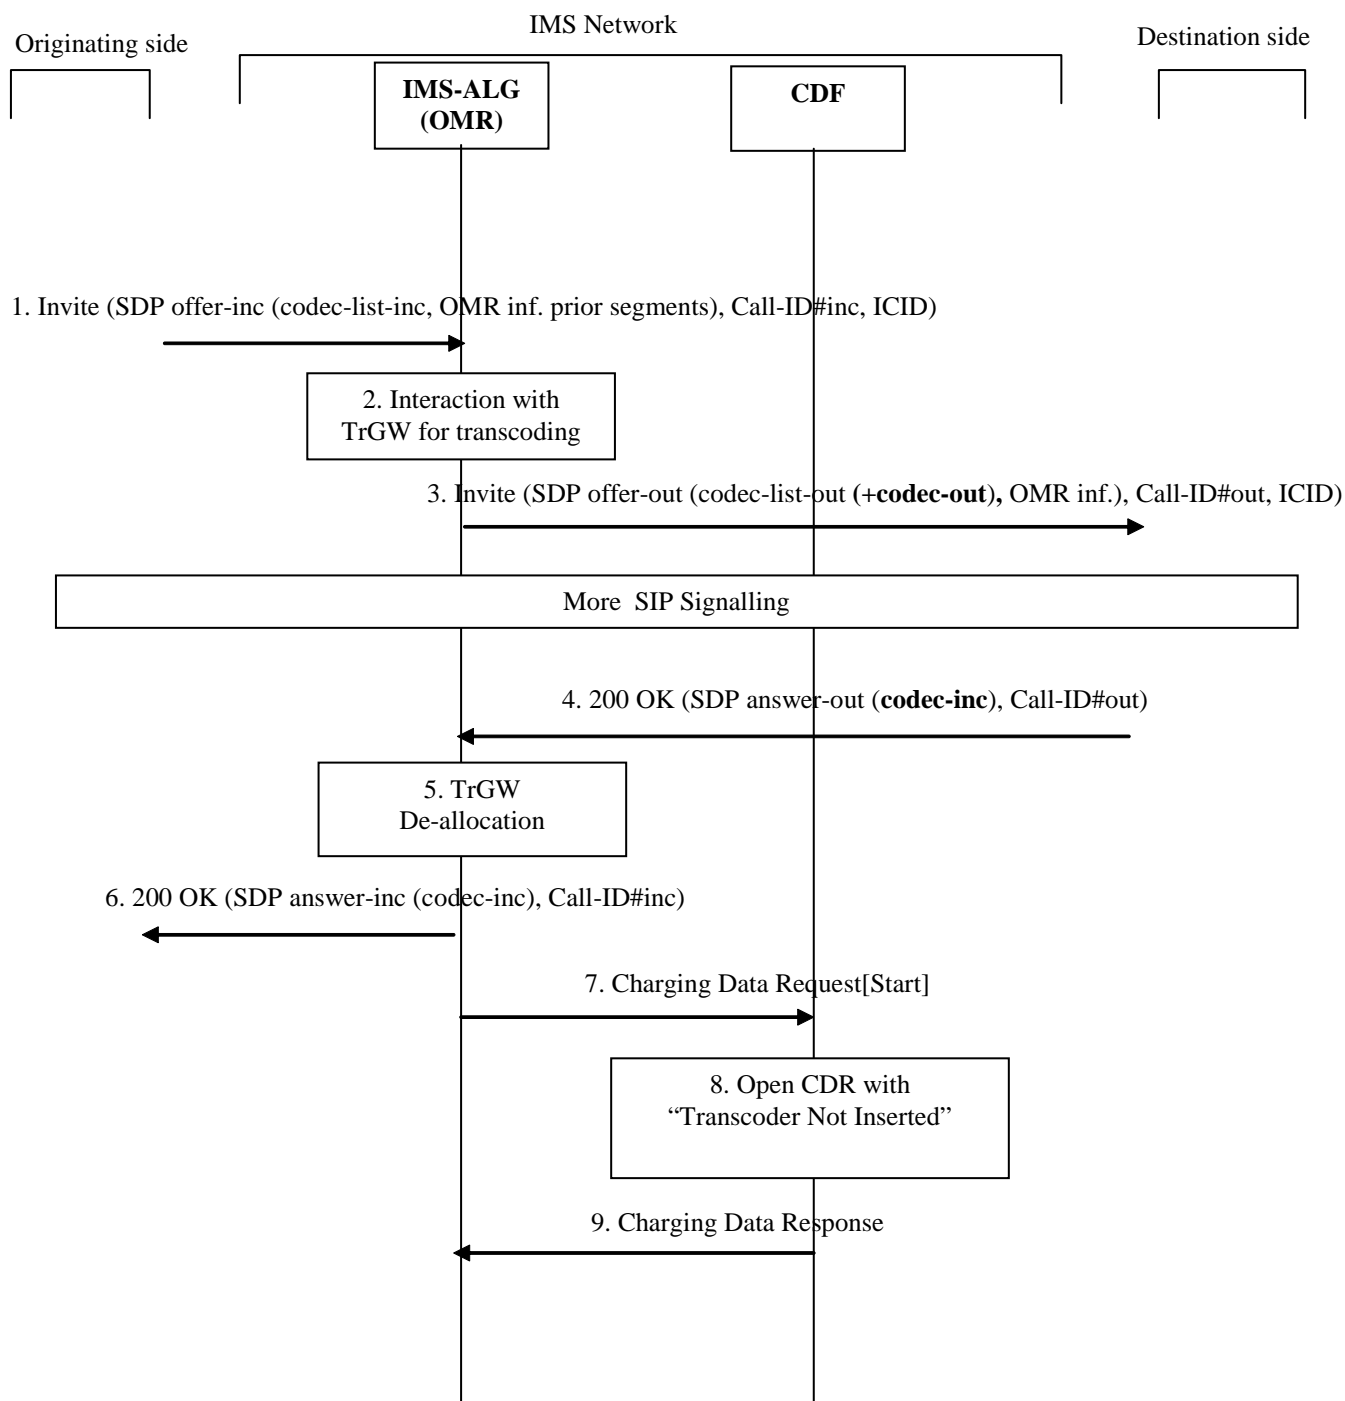 IMS Network
Originating side
Destination side
IMS-ALG
(OMR)
CDF
1. Invite (SDP offer-inc (codec-list-inc, OMR inf. prior segments), Call-ID#inc, ICID)
2. Interaction with
TrGW for transcoding
3. Invite (SDP offer-out (codec-list-out (+codec-out), OMR inf.), Call-ID#out, ICID)
More SIP Signalling
4. 200 OK (SDP answer-out (codec-inc), Call-ID#out)
5. TrGW
De-allocation
6. 200 OK (SDP answer-inc (codec-inc), Call-ID#inc)
7. Charging Data Request[Start]
8. Open CDR with
“Transcoder Not Inserted”
9. Charging Data Response